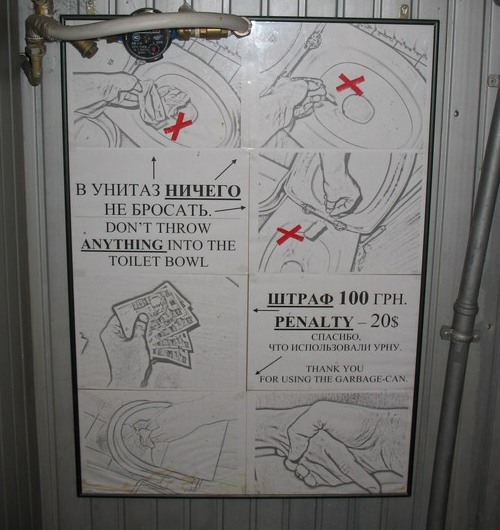 В УНИТАЗ НИЧЕГО
НЕ БРОСАТЬ.
DON'T THROW
ANYTHING INTO THE
TOILET BOWL
ШТРАФ 100 ГРН.
PENALTY – 20$
СПАСИБО,
ЧТО ИСПОЛЬЗОВАЛИ УРНУ.
THANK YOU
FOR USING THE GARBAGE-CAN.